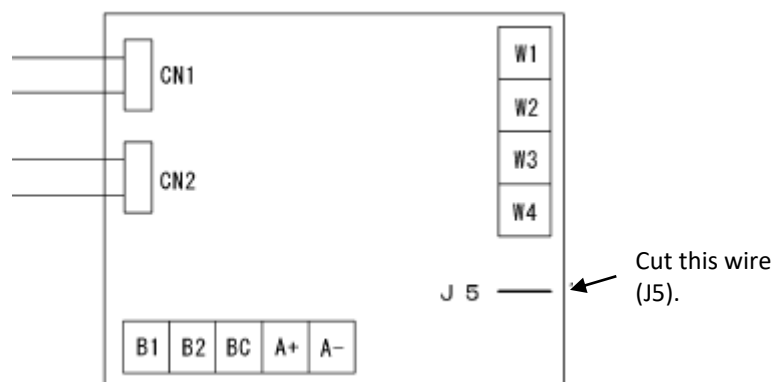 CN1
CN2
W1
W2
W3
W4
J 5
Cut this wire
(J5).
B1 B2 BC A+ A-